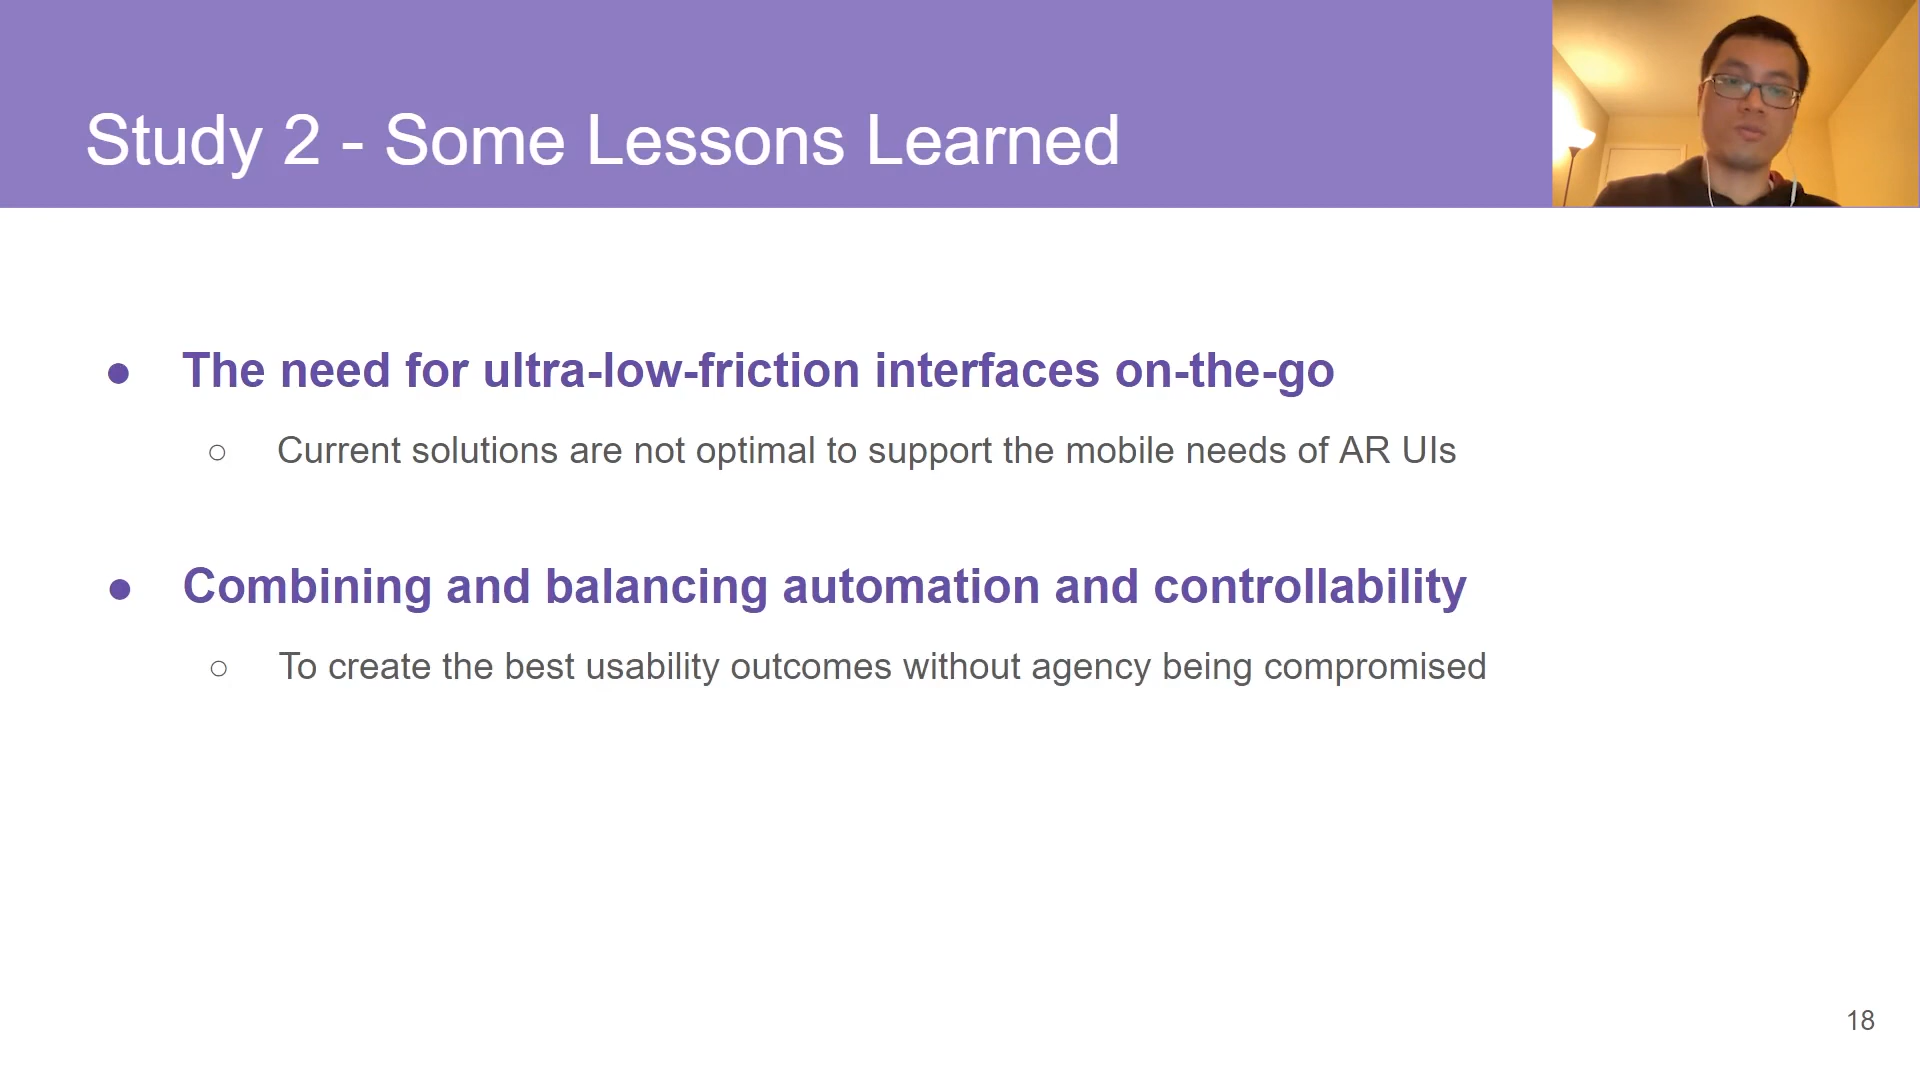 Study 2 - Some Lessons Learned
● The need for ultra-low-friction interfaces on-the-go
○ Current solutions are not optimal to support the mobile needs of AR UIs
● Combining and balancing automation and controllability
○ To create the best usability outcomes without agency being compromised
18